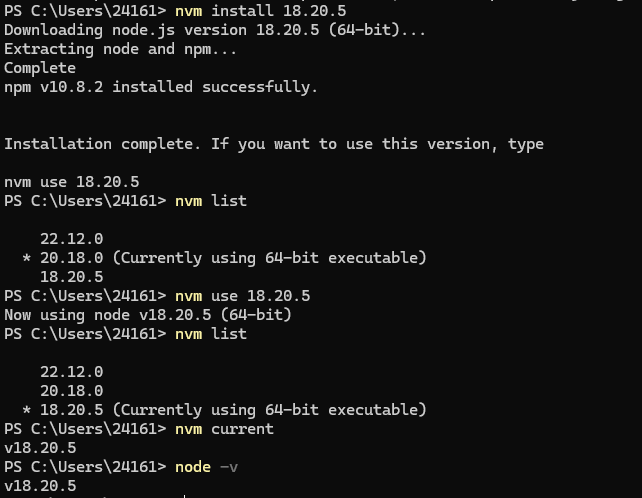 PS C:\Users\24161> nvm install 18.20.5
Downloading node.js version 18.20.5 (64-bit)...
Extracting node and npm...
Complete
npm v10.8.2 installed successfully.
Installation complete. If you want to use this version, type
nvm use 18.20.5
PS C:\Users\24161> nvm list
22.12.0
* 20.18.0 (Currently using 64-bit executable)
18.20.5
PS C:\Users\24161> nvm use 18.20.5
Now using node v18.20.5 (64-bit)
PS C:\Users\24161> nvm list
22.12.0
20.18.0
* 18.20.5 (Currently using 64-bit executable)
PS C:\Users\24161> nvm current
v18.20.5
PS C:\Users\24161> node -v
v18.20.5